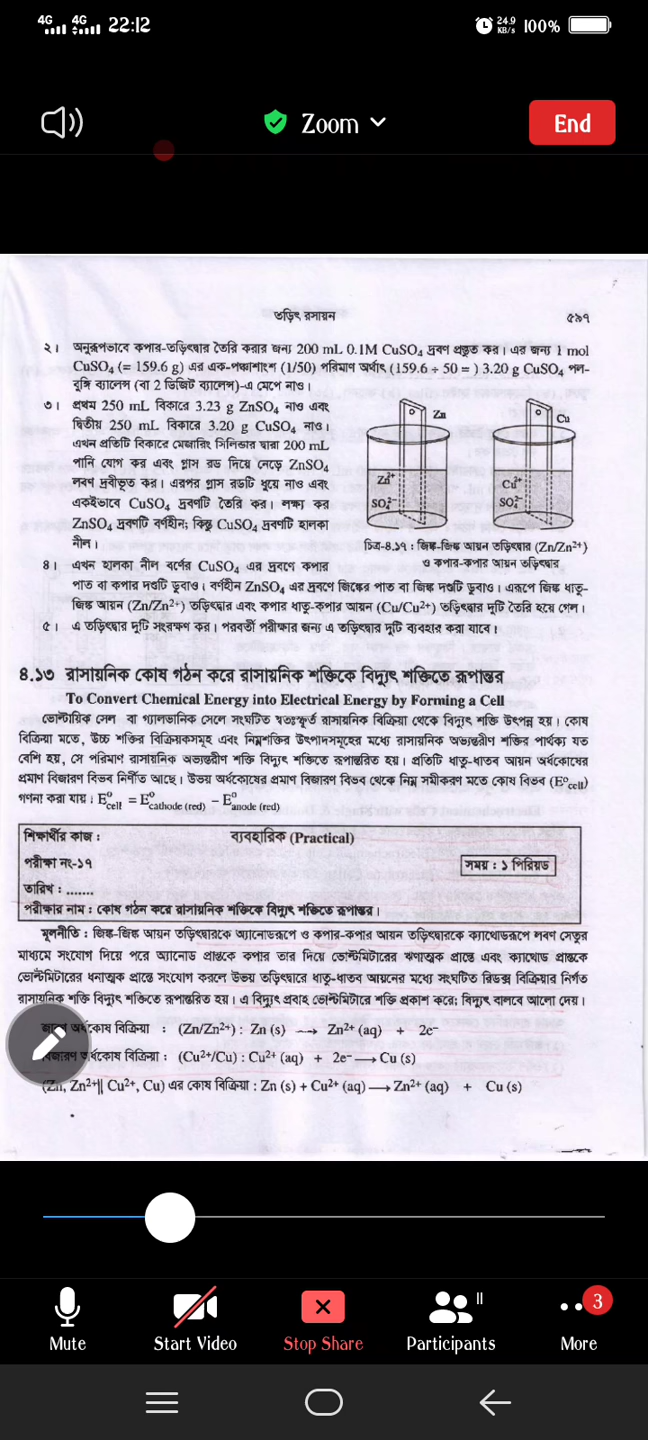 4G 4G 22:12 24.9 KB/s 100%
Zoom End
তড়িৎ রসায়ন ৫৯৭
২। অনুরূপভাবে কপার-তড়িৎদ্বার তৈরি করার জন্য 200 mL 0.1M CuSO₄ দ্রবণ প্রস্তুত কর। এর জন্য 1 mol
CuSO₄ (= 159.6 g) এর এক-পঞ্চাশাংশ (1/50) পরিমাণ অর্থাৎ (159.6 ÷ 50 = ) 3.20 g CuSO₄ পল-
বুঙ্গি ব্যালেন্স (বা 2 ডিজিট ব্যালেন্স)-এ মেপে নাও।
৩। প্রথম 250 mL বিকারে 3.23 g ZnSO₄ নাও এবং
দ্বিতীয় 250 mL বিকারে 3.20 g CuSO₄ নাও।
এখন প্রতিটি বিকারে মেজারিং সিলিন্ডার দ্বারা 200 mL
পানি যোগ কর এবং গ্লাস রড দিয়ে নেড়ে ZnSO₄
লবণ দ্রবীভূত কর। এরপর গ্লাস রডটি ধুয়ে নাও এবং
একইভাবে CuSO₄ দ্রবণটি তৈরি কর। লক্ষ্য কর
ZnSO₄ দ্রবণটি বর্ণহীন; কিন্তু CuSO₄ দ্রবণটি হালকা
নীল।
Zn Cu
Zn²⁺ Cu²⁺
SO₄²⁻ SO₄²⁻
চিত্র-৪.১৭ : জিঙ্ক-জিঙ্ক আয়ন তড়িৎদ্বার (Zn/Zn²⁺)
ও কপার-কপার আয়ন তড়িৎদ্বার
৪। এখন হালকা নীল বর্ণের CuSO₄ এর দ্রবণে কপার
পাত বা কপার দণ্ডটি ডুবাও। বর্ণহীন ZnSO₄ এর দ্রবণে জিঙ্কের পাত বা জিঙ্ক দণ্ডটি ডুবাও। এরূপে জিঙ্ক ধাতু-
জিঙ্ক আয়ন (Zn/Zn²⁺) তড়িৎদ্বার এবং কপার ধাতু-কপার আয়ন (Cu/Cu²⁺) তড়িৎদ্বার দুটি তৈরি হয়ে গেল।
৫। এ তড়িৎদ্বার দুটি সংরক্ষণ কর। পরবর্তী পরীক্ষার জন্য এ তড়িৎদ্বার দুটি ব্যবহার করা যাবে।
৪.১৩ রাসায়নিক কোষ গঠন করে রাসায়নিক শক্তিকে বিদ্যুৎ শক্তিতে রূপান্তর
To Convert Chemical Energy into Electrical Energy by Forming a Cell
ভোল্টায়িক সেল বা গ্যালভানিক সেলে সংঘটিত স্বতঃস্ফূর্ত রাসায়নিক বিক্রিয়া থেকে বিদ্যুৎ শক্তি উৎপন্ন হয়। কোষ
বিক্রিয়া মতে, উচ্চ শক্তির বিক্রিয়কসমূহ এবং নিম্নশক্তির উৎপাদসমূহের মধ্যে রাসায়নিক অভ্যন্তরীণ শক্তির পার্থক্য যত
বেশি হয়, সে পরিমাণ রাসায়নিক অভ্যন্তরীণ শক্তি বিদ্যুৎ শক্তিতে রূপান্তরিত হয়। প্রতিটি ধাতু-ধাতব আয়ন অর্ধকোষের
প্রমাণ বিজারণ বিভব নির্ণীত আছে। উভয় অর্ধকোষের প্রমাণ বিজারণ বিভব থেকে নিম্ন সমীকরণ মতে কোষ বিভব (E°cell)
গণনা করা যায়। E°cell = E°cathode (red) − E°anode (red)
শিক্ষার্থীর কাজ : ব্যবহারিক (Practical)
পরীক্ষা নং-১৭ সময় : ১ পিরিয়ড
তারিখ : .......
পরীক্ষার নাম : কোষ গঠন করে রাসায়নিক শক্তিকে বিদ্যুৎ শক্তিতে রূপান্তর।
মূলনীতি : জিঙ্ক-জিঙ্ক আয়ন তড়িৎদ্বারকে অ্যানোডরূপে ও কপার-কপার আয়ন তড়িৎদ্বারকে ক্যাথোডরূপে লবণ সেতুর
মাধ্যমে সংযোগ দিয়ে পরে অ্যানোড প্রান্তকে কপার তার দিয়ে ভোল্টমিটারের ঋণাত্মক প্রান্তে এবং ক্যাথোড প্রান্তকে
ভোল্টমিটারের ধনাত্মক প্রান্তে সংযোগ করলে উভয় তড়িৎদ্বারে ধাতু-ধাতব আয়নের মধ্যে সংঘটিত রিডক্স বিক্রিয়ার নির্গত
রাসায়নিক শক্তি বিদ্যুৎ শক্তিতে রূপান্তরিত হয়। এ বিদ্যুৎ প্রবাহ ভোল্টমিটারে শক্তি প্রকাশ করে; বিদ্যুৎ বালবে আলো দেয়।
অর্ধকোষ বিক্রিয়া : (Zn/Zn²⁺) : Zn (s) ⟶ Zn²⁺ (aq) + 2e⁻
বিজারণ অর্ধকোষ বিক্রিয়া : (Cu²⁺/Cu) : Cu²⁺ (aq) + 2e⁻ ⟶ Cu (s)
(Zn, Zn²⁺|| Cu²⁺, Cu) এর কোষ বিক্রিয়া : Zn (s) + Cu²⁺ (aq) ⟶ Zn²⁺ (aq) + Cu (s)
3
Mute Start Video Stop Share Participants 11 More